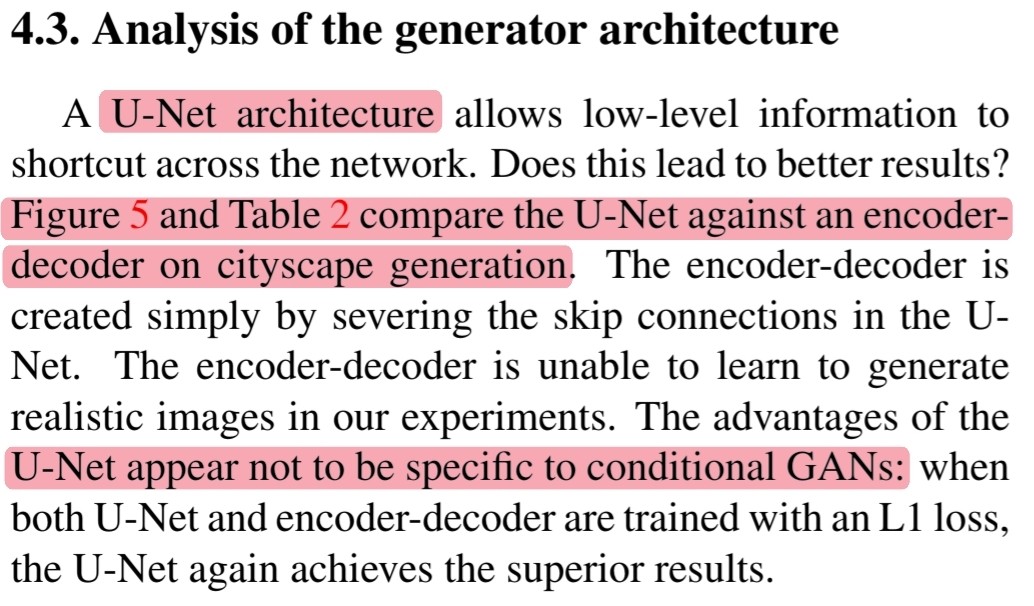 4.3. Analysis of the generator architecture
A U-Net architecture allows low-level information to
shortcut across the network. Does this lead to better results?
Figure 5 and Table 2 compare the U-Net against an encoder-
decoder on cityscape generation. The encoder-decoder is
created simply by severing the skip connections in the U-
Net. The encoder-decoder is unable to learn to generate
realistic images in our experiments. The advantages of the
U-Net appear not to be specific to conditional GANs: when
both U-Net and encoder-decoder are trained with an L1 loss,
the U-Net again achieves the superior results.